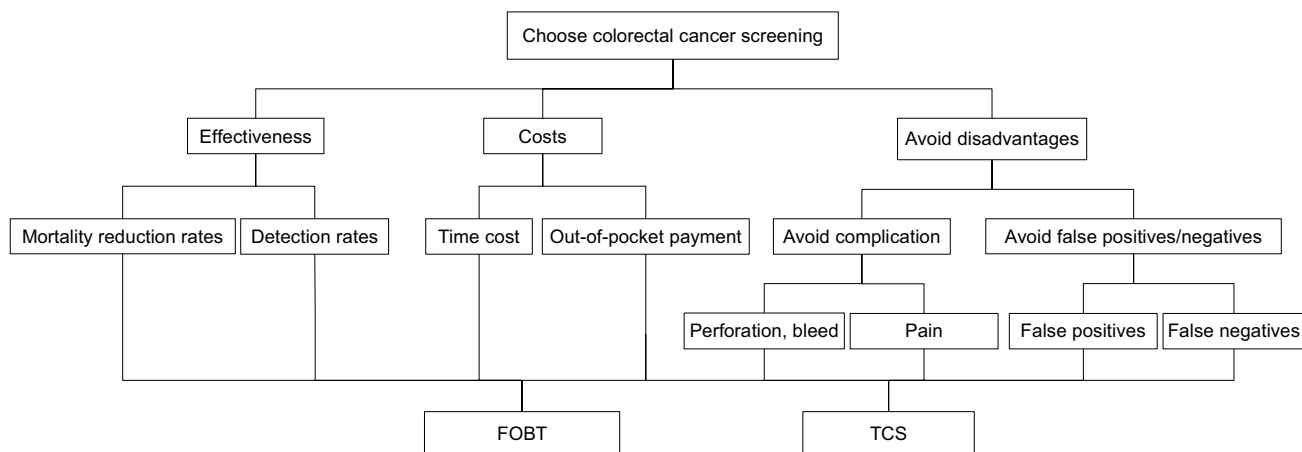 Choose colorectal cancer screening
Effectiveness
Costs
Avoid disadvantages
Mortality reduction rates
Detection rates
Time cost
Out-of-pocket payment
Avoid complication
Avoid false positives/negatives
Perforation, bleed
Pain
False positives
False negatives
FOBT
TCS